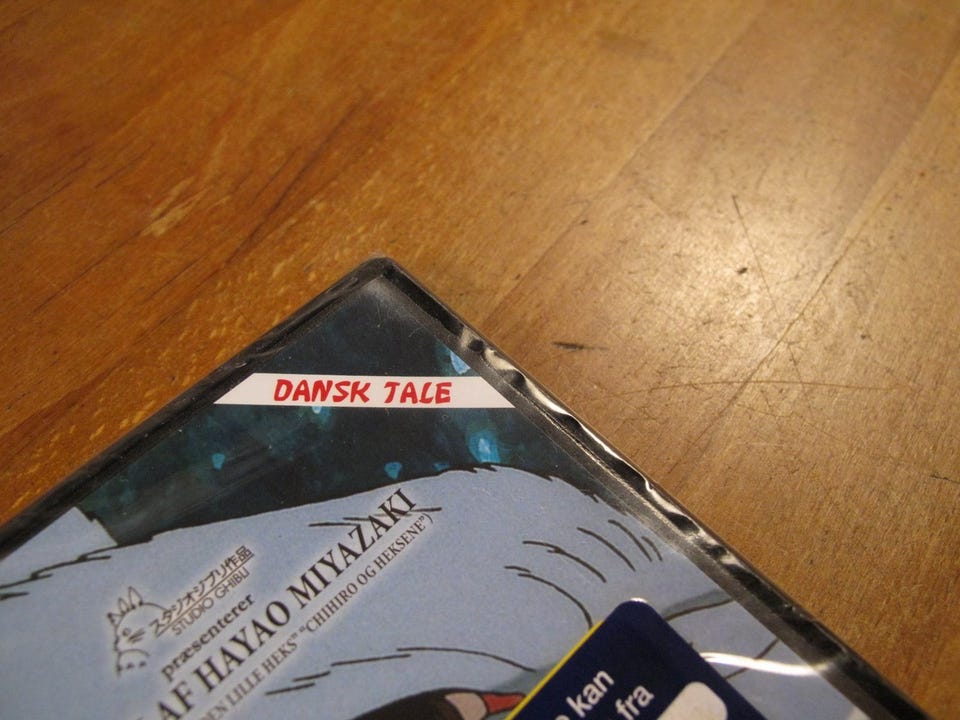 DANSK TALE
スタジオジブリ作品
STUDIO GHIBLI
præsenterer
AF HAYAO MIYAZAKI
DEN LILLE HEKS" "CHIHIRO OG HEKSENE")
kan
fra